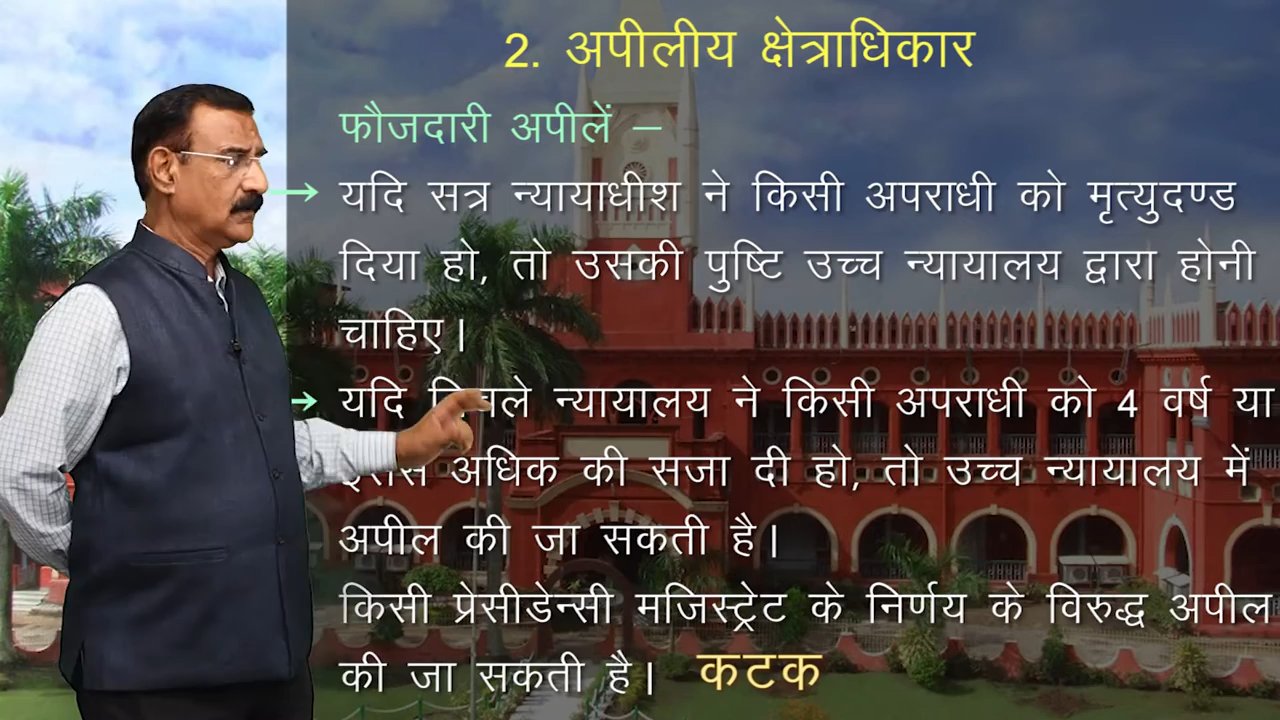 2. अपीलीय क्षेत्राधिकार
फौजदारी अपीलें –
→ यदि सत्र न्यायाधीश ने किसी अपराधी को मृत्युदण्ड
दिया हो, तो उसकी पुष्टि उच्च न्यायालय द्वारा होनी
चाहिए।
→ यदि न्यायालय ने किसी अपराधी को 4 वर्ष या
अधिक की सजा दी हो, तो उच्च न्यायालय में
अपील की जा सकती है।
किसी प्रेसीडेन्सी मजिस्ट्रेट के निर्णय के विरुद्ध अपील
की जा सकती है। कटक